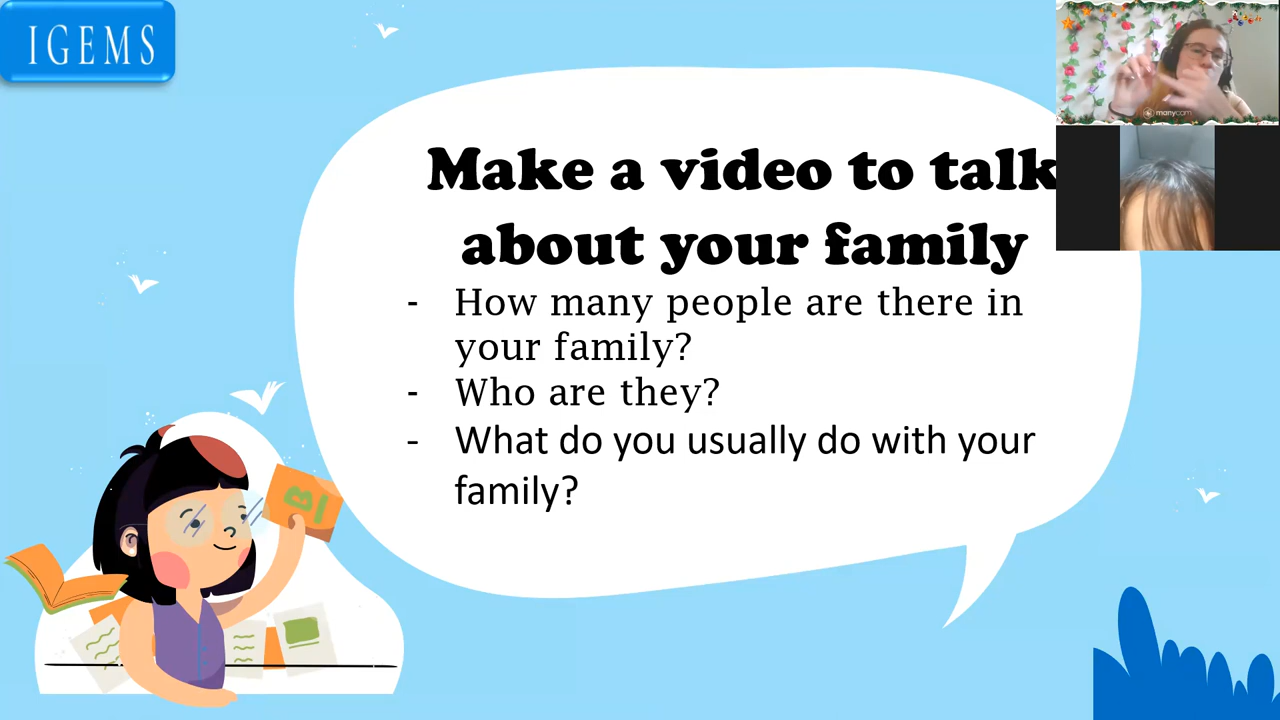 IGEMS
manycam
Make a video to talk
about your family
- How many people are there in
your family?
- Who are they?
- What do you usually do with your
family?